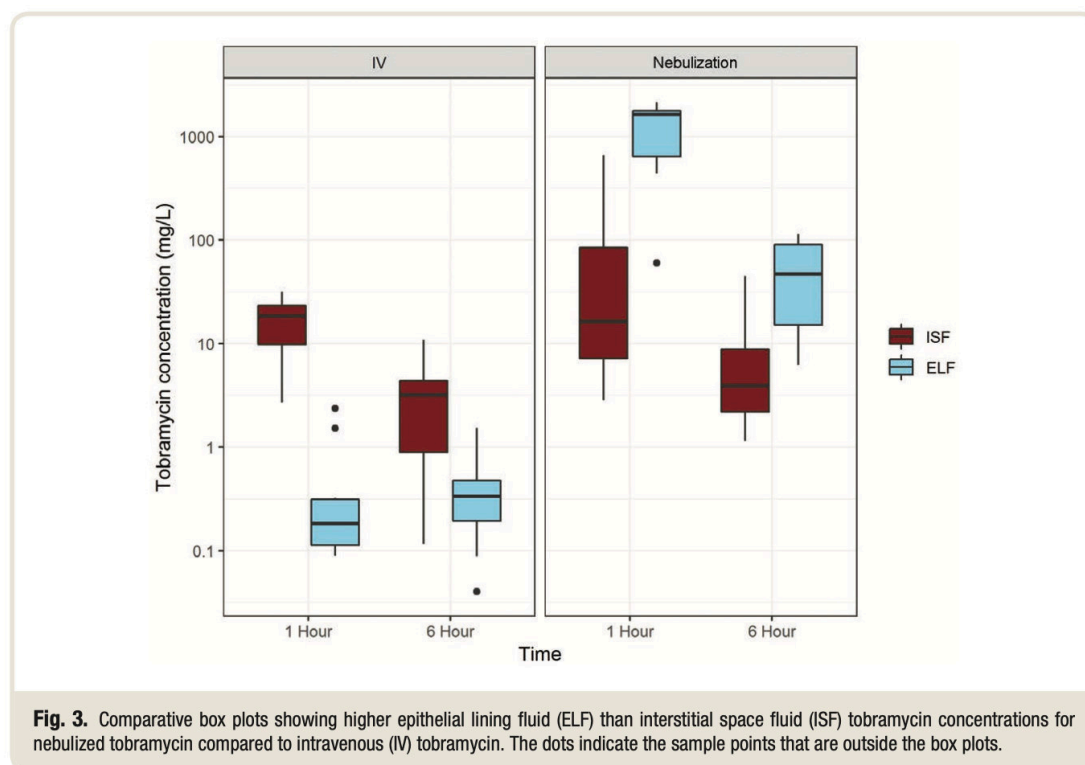 IV
Nebulization
1000
100
10
1
0.1
Tobramycin concentration (mg/L)
1 Hour
6 Hour
1 Hour
6 Hour
Time
ISF
ELF
Fig. 3. Comparative box plots showing higher epithelial lining fluid (ELF) than interstitial space fluid (ISF) tobramycin concentrations for
nebulized tobramycin compared to intravenous (IV) tobramycin. The dots indicate the sample points that are outside the box plots.